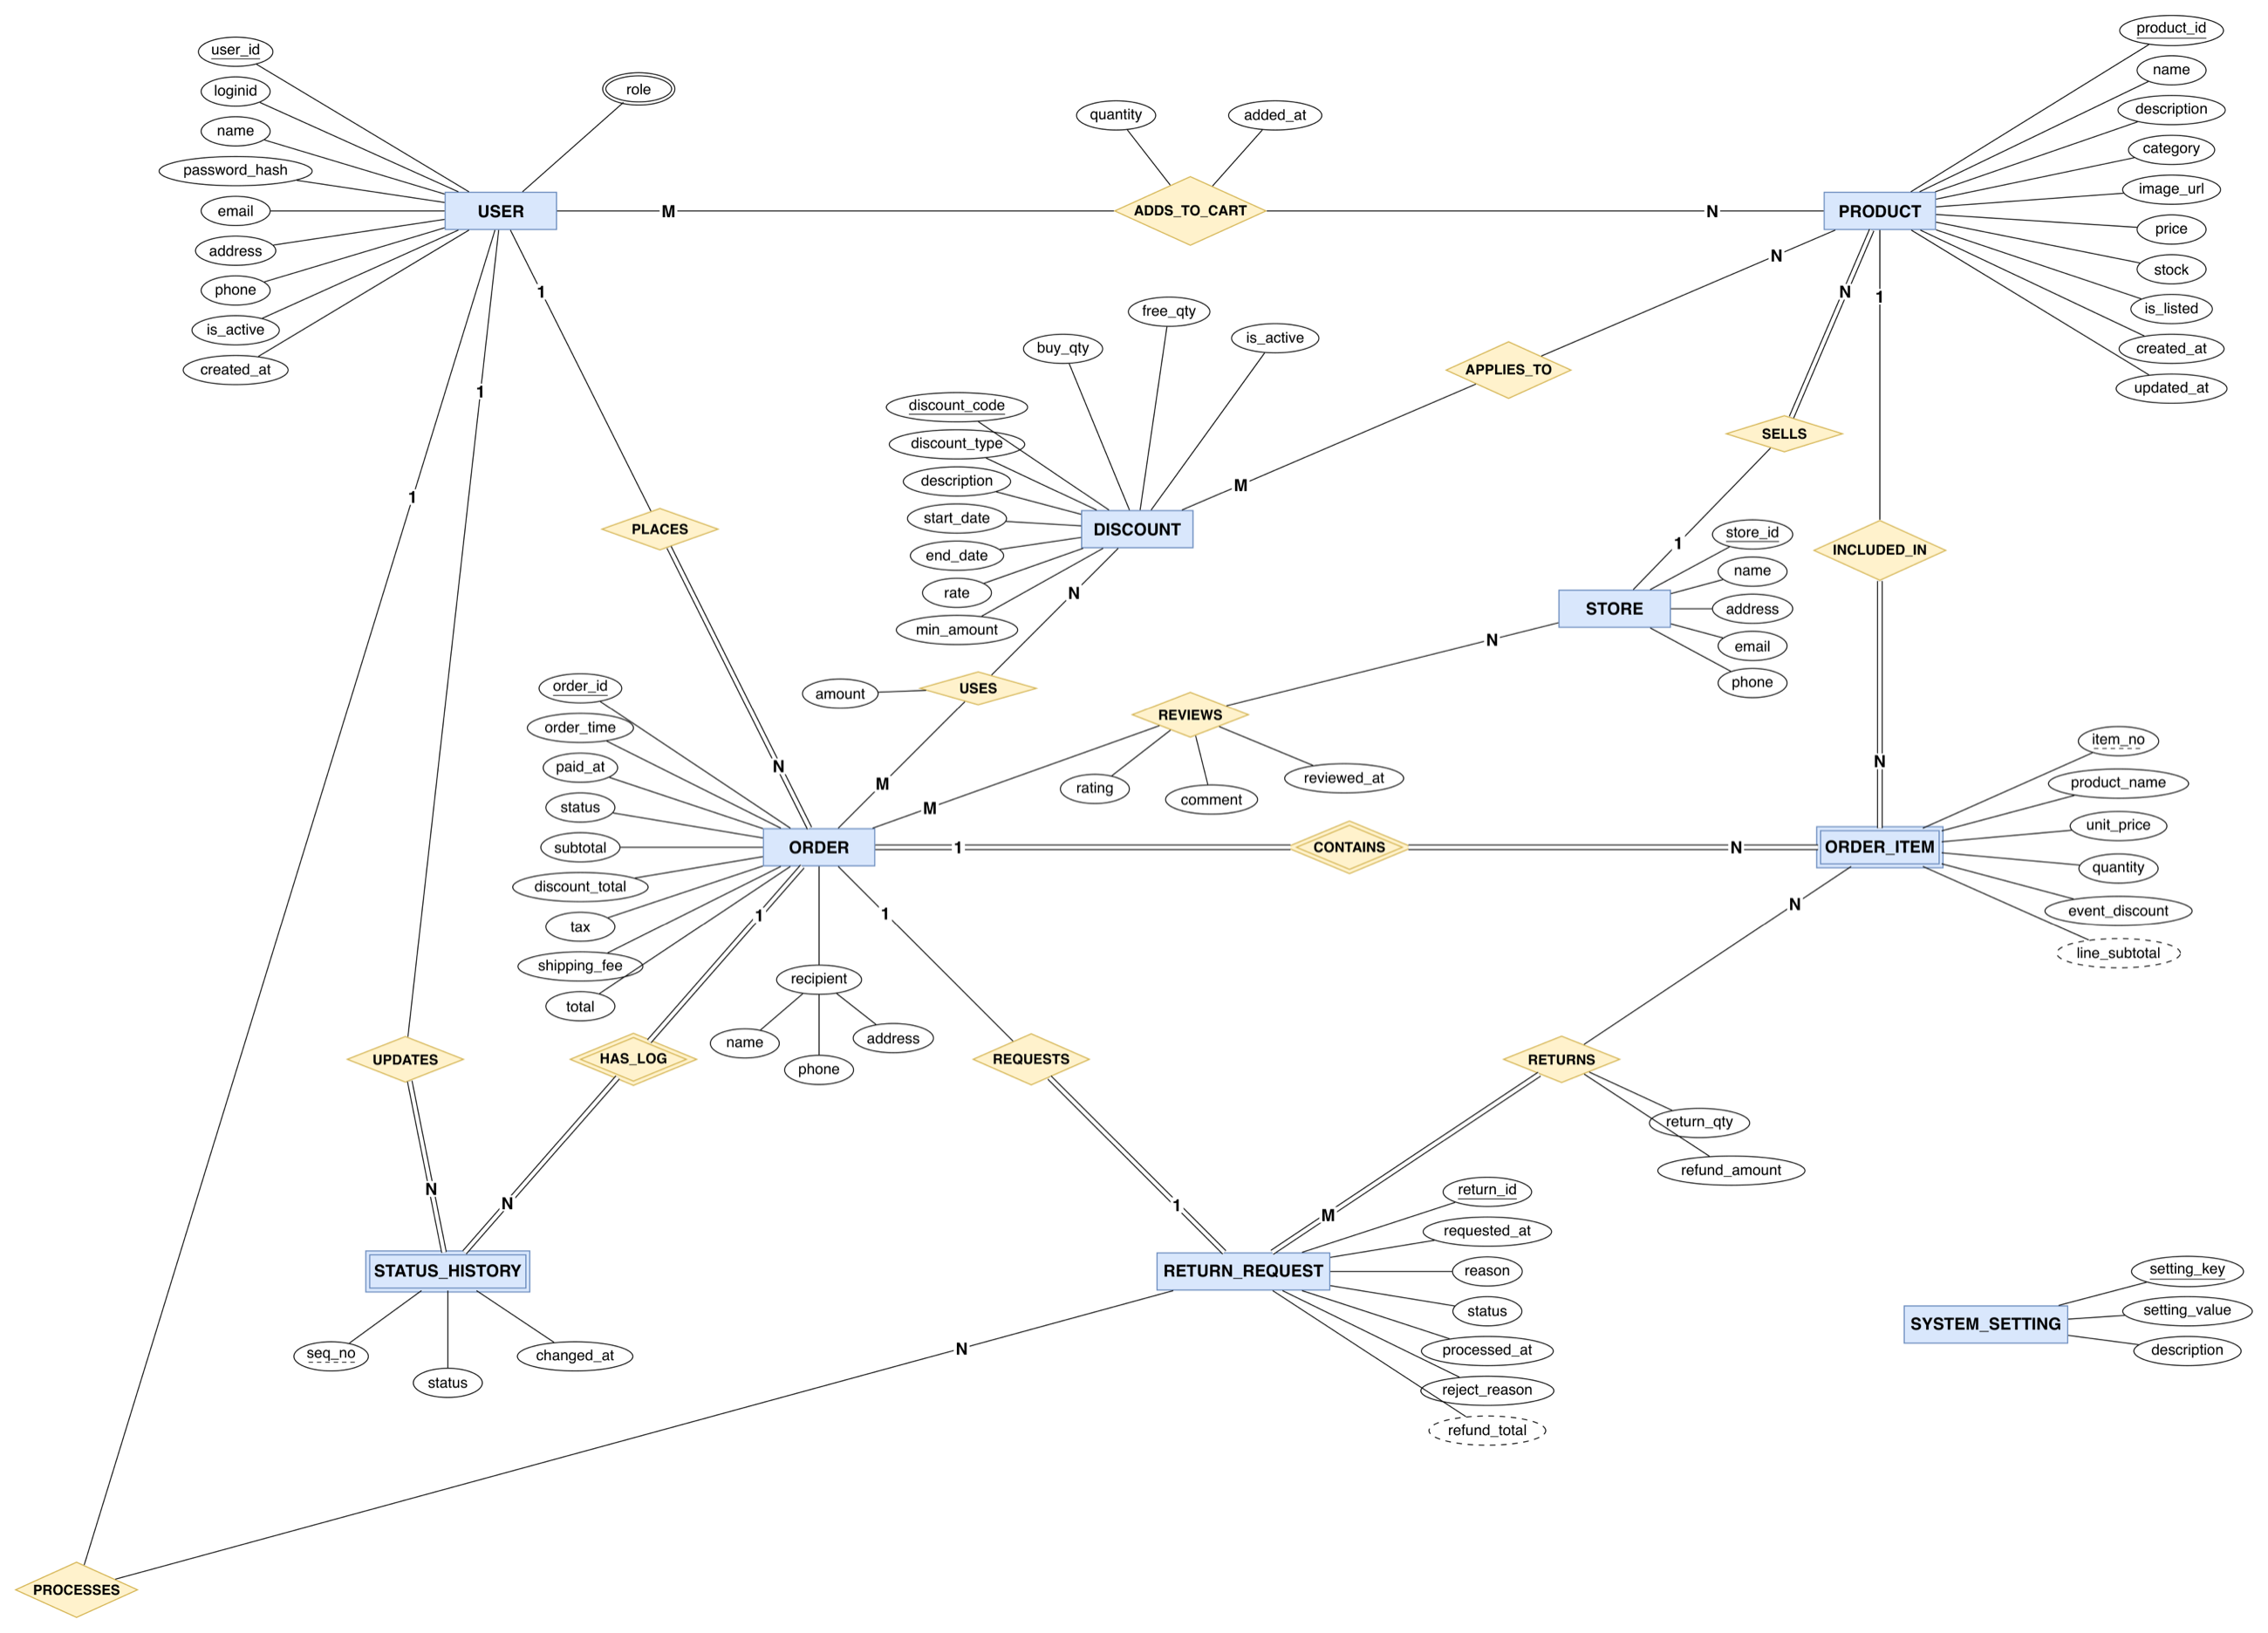 user_id
loginid
name
password_hash
email
address
phone
is_active
created_at
role
USER
M
quantity
added_at
ADDS_TO_CART
N
PRODUCT
product_id
name
description
category
image_url
price
stock
is_listed
created_at
updated_at
1
1
1
N
N
1
PLACES
N
buy_qty
free_qty
is_active
discount_code
discount_type
description
start_date
end_date
rate
min_amount
DISCOUNT
M
APPLIES_TO
SELLS
1
INCLUDED_IN
N
STORE
store_id
name
address
email
phone
N
amount
USES
M
N
REVIEWS
M
rating
comment
reviewed_at
order_id
order_time
paid_at
status
subtotal
discount_total
tax
shipping_fee
total
ORDER
1
CONTAINS
N
ORDER_ITEM
item_no
product_name
unit_price
quantity
event_discount
line_subtotal
1
1
N
recipient
name
phone
address
UPDATES
HAS_LOG
REQUESTS
RETURNS
return_qty
refund_amount
N
N
1
M
STATUS_HISTORY
seq_no
status
changed_at
RETURN_REQUEST
return_id
requested_at
reason
status
processed_at
reject_reason
refund_total
N
SYSTEM_SETTING
setting_key
setting_value
description
PROCESSES